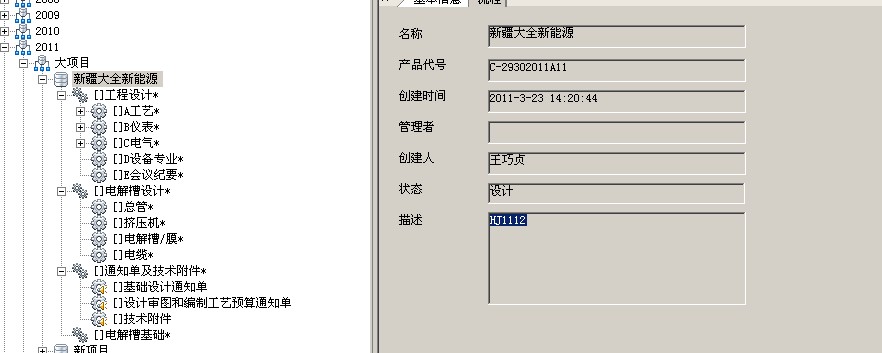 2009
2010
2011
大项目
新疆大全新能源
[]工程设计*
[]A工艺*
[]B仪表*
[]C电气*
[]D设备专业*
[]E会议纪要*
[]电解槽设计*
[]总管*
[]挤压机*
[]电解槽/膜*
[]电缆*
[]通知单及技术附件*
[]基础设计通知单
[]设计审图和编制工艺预算通知单
[]技术附件
[]电解槽基础*
新项目
基本信息 流程
名称 新疆大全新能源
产品代号 C-29302011A11
创建时间 2011-3-23 14:20:44
管理者
创建人 王巧贞
状态 设计
描述 HJ1112